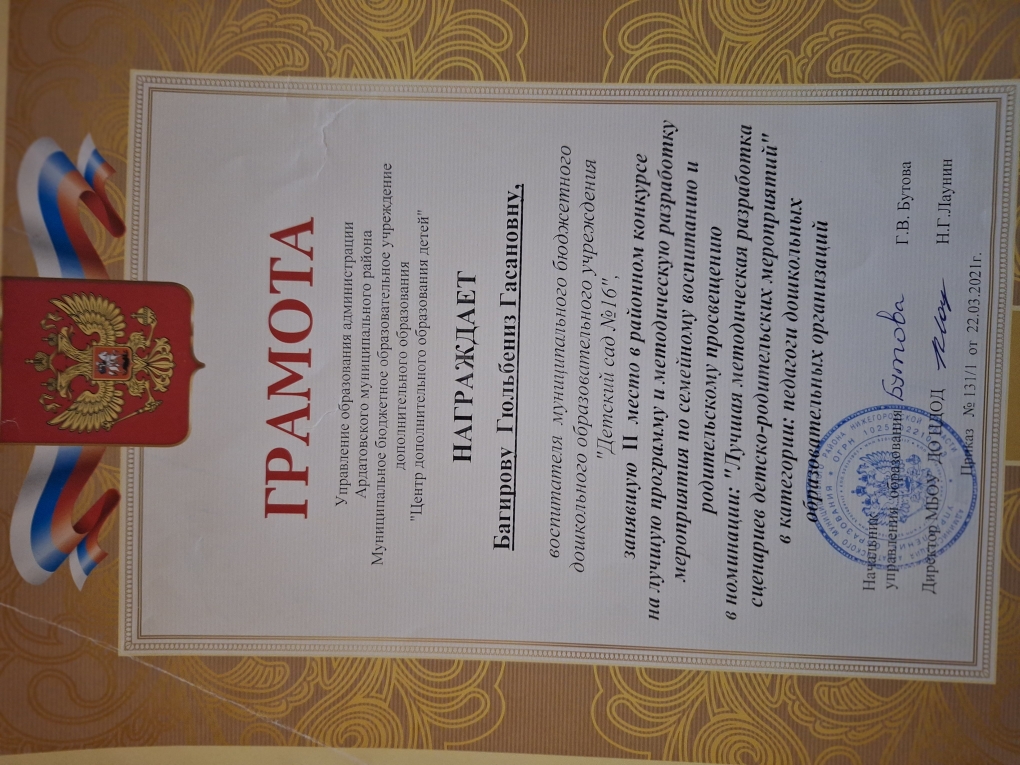 ГРАМОТА
Управление образования администрации
Ардатовского муниципального района
Муниципальное бюджетное образовательное учреждение
дополнительного образования
"Центр дополнительного образования детей"
НАГРАЖДАЕТ
Багирову Гюльбениз Гасановну,
воспитателя муниципального бюджетного
дошкольного образовательного учреждения
"Детский сад №16",
занявшую II место в районном конкурсе
на лучшую программу и методическую разработку
мероприятия по семейному воспитанию и
родительскому просвещению
в номинации: "Лучшая методическая разработка
сценариев детско-родительских мероприятий"
в категории: педагоги дошкольных
образовательных организаций
Начальник
управления образования Бутова Г.В. Бутова
Директор МБОУ ДО ЦДОД Н.Г.Лаунин
Приказ № 131/1 от 22.03.2021г.